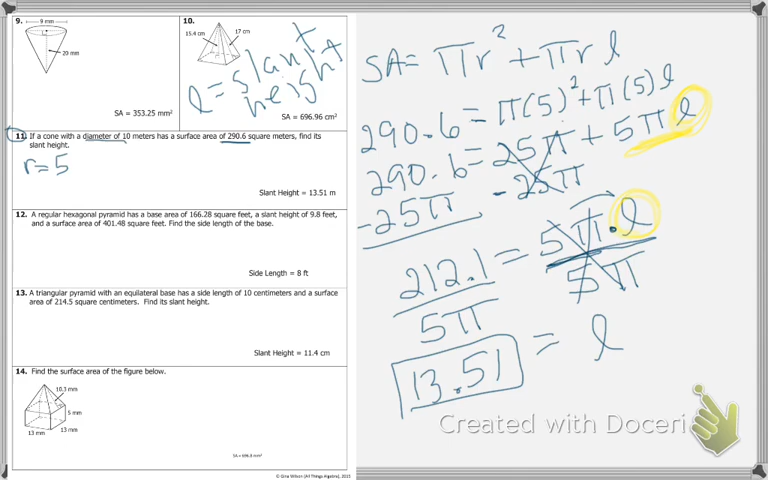 9.
9 mm
20 mm
SA = 353.25 mm²
10.
15.4 cm
17 cm
l = slant
height
SA = 696.96 cm²
11. If a cone with a diameter of 10 meters has a surface area of 290.6 square meters, find its
slant height.
r = 5
Slant Height = 13.51 m
12. A regular hexagonal pyramid has a base area of 166.28 square feet, a slant height of 9.8 feet,
and a surface area of 401.48 square feet. Find the side length of the base.
Side Length = 8 ft
13. A triangular pyramid with an equilateral base has a side length of 10 centimeters and a surface
area of 214.5 square centimeters. Find its slant height.
Slant Height = 11.4 cm
14. Find the surface area of the figure below.
10.3 mm
5 mm
13 mm
13 mm
SA = 696.8 mm²
© Gina Wilson (All Things Algebra), 2015
SA = πr² + πrl
290.6 = π(5)² + π(5)l
290.6 = 25π + 5πl
-25π - 25π
212.1 = 5π·l
5π 5π
13.51 = l
Created with Doceri